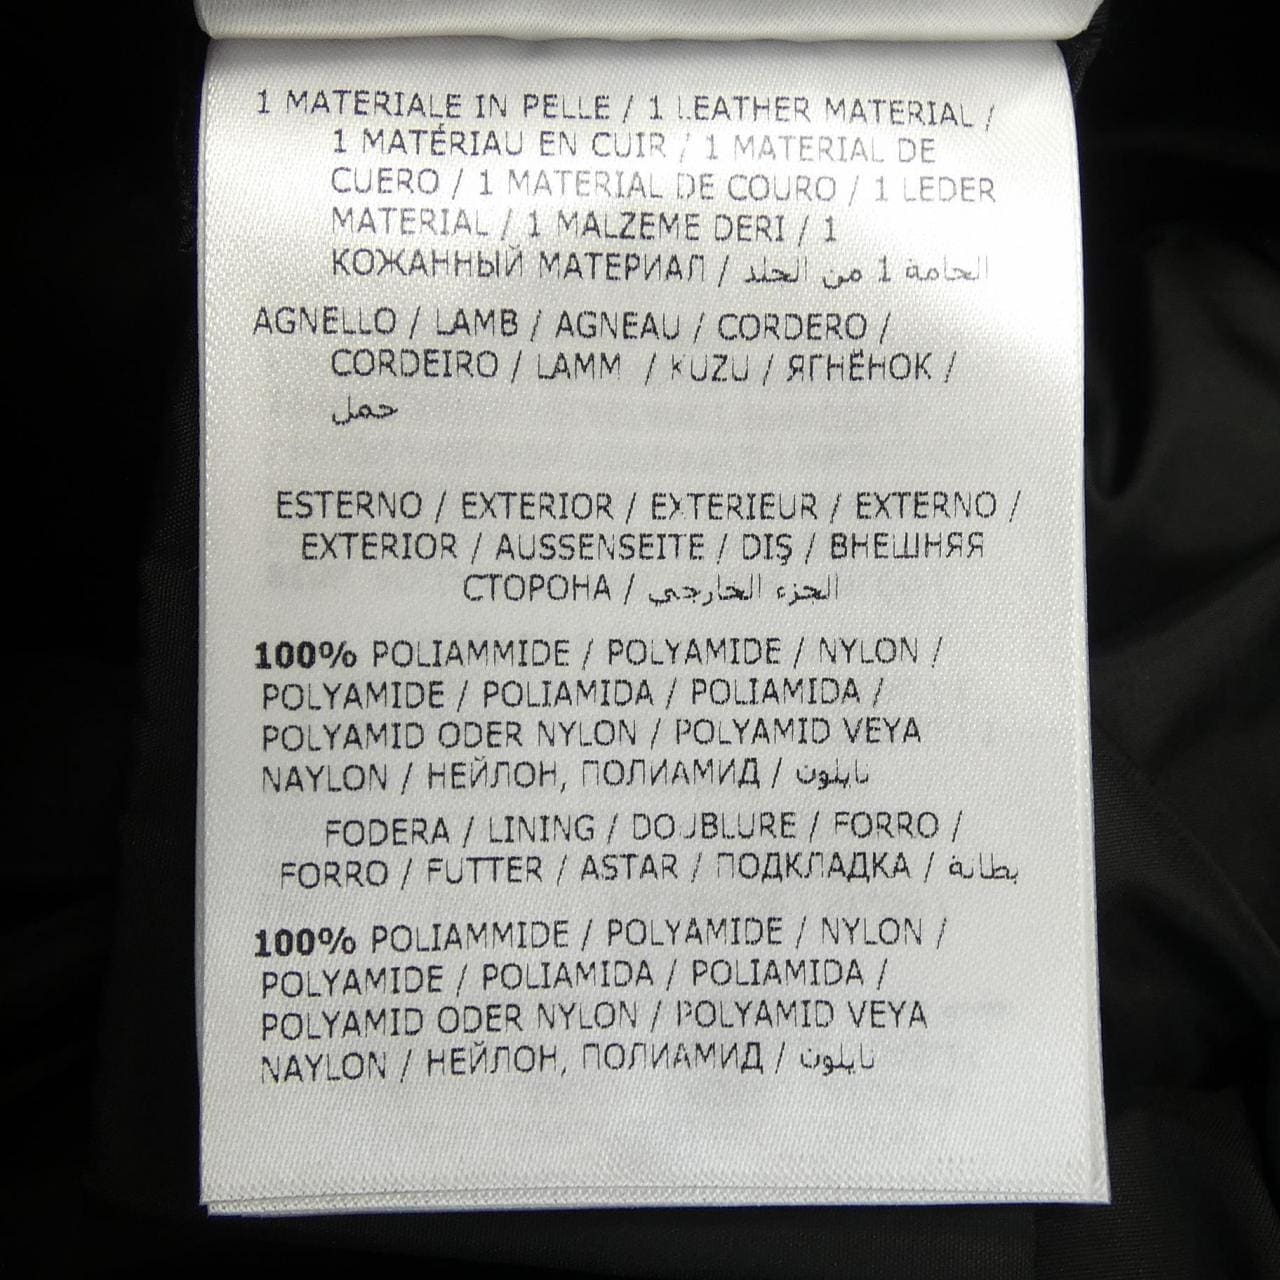 1 MATERIALE IN PELLE / 1 LEATHER MATERIAL /
1 MATÉRIAU EN CUIR / 1 MATERIAL DE
CUERO / 1 MATERIAL DE COURO / 1 LEDER
MATERIAL / 1 MALZEME DERI / 1
КОЖАННЫЙ МАТЕРИАЛ / الحامة 1 من الجلد
AGNELLO / LAMB / AGNEAU / CORDERO /
CORDEIRO / LAMM / KUZU / ЯГНЁНОК /
حمل
ESTERNO / EXTERIOR / EXTERIEUR / EXTERNO /
EXTERIOR / AUSSENSEITE / DIŞ / ВНЕШНЯЯ
СТОРОНА / الجزء الخارجي
100% POLIAMMIDE / POLYAMIDE / NYLON /
POLYAMIDE / POLIAMIDA / POLIAMIDA /
POLYAMID ODER NYLON / POLYAMID VEYA
NAYLON / НЕЙЛОН, ПОЛИАМИД / نايلون
FODERA / LINING / DOUBLURE / FORRO /
FORRO / FUTTER / ASTAR / ПОДКЛАДКА / بطانة
100% POLIAMMIDE / POLYAMIDE / NYLON /
POLYAMIDE / POLIAMIDA / POLIAMIDA /
POLYAMID ODER NYLON / POLYAMID VEYA
NAYLON / НЕЙЛОН, ПОЛИАМИД / نايلون